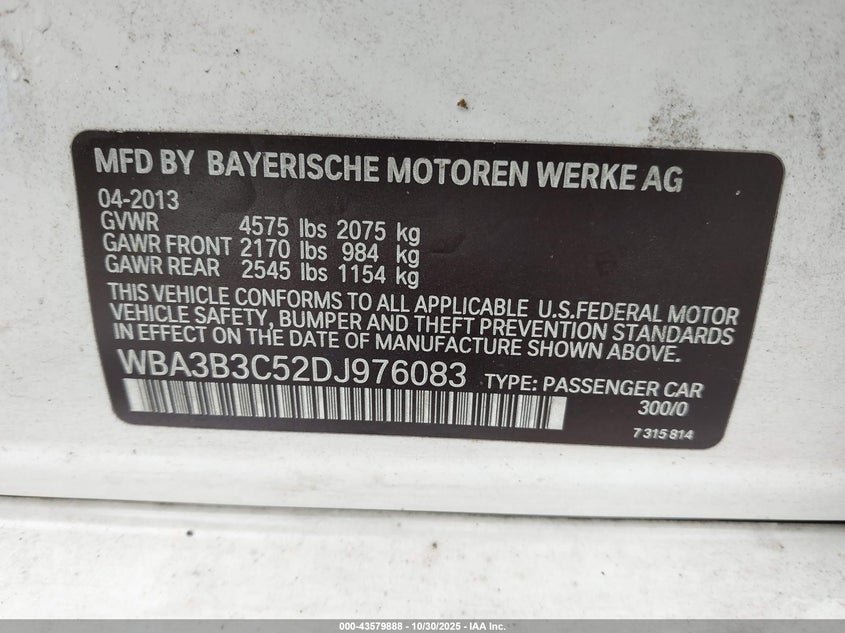 MFD BY BAYERISCHE MOTOREN WERKE AG
04-2013
GVWR 4575 lbs 2075 kg
GAWR FRONT 2170 lbs 984 kg
GAWR REAR 2545 lbs 1154 kg
THIS VEHICLE CONFORMS TO ALL APPLICABLE U.S.FEDERAL MOTOR
VEHICLE SAFETY, BUMPER AND THEFT PREVENTION STANDARDS
IN EFFECT ON THE DATE OF MANUFACTURE SHOWN ABOVE.
WBA3B3C52DJ976083 TYPE: PASSENGER CAR
300/0
7315814
000-43579888 - 10/30/2025 - IAA Inc.